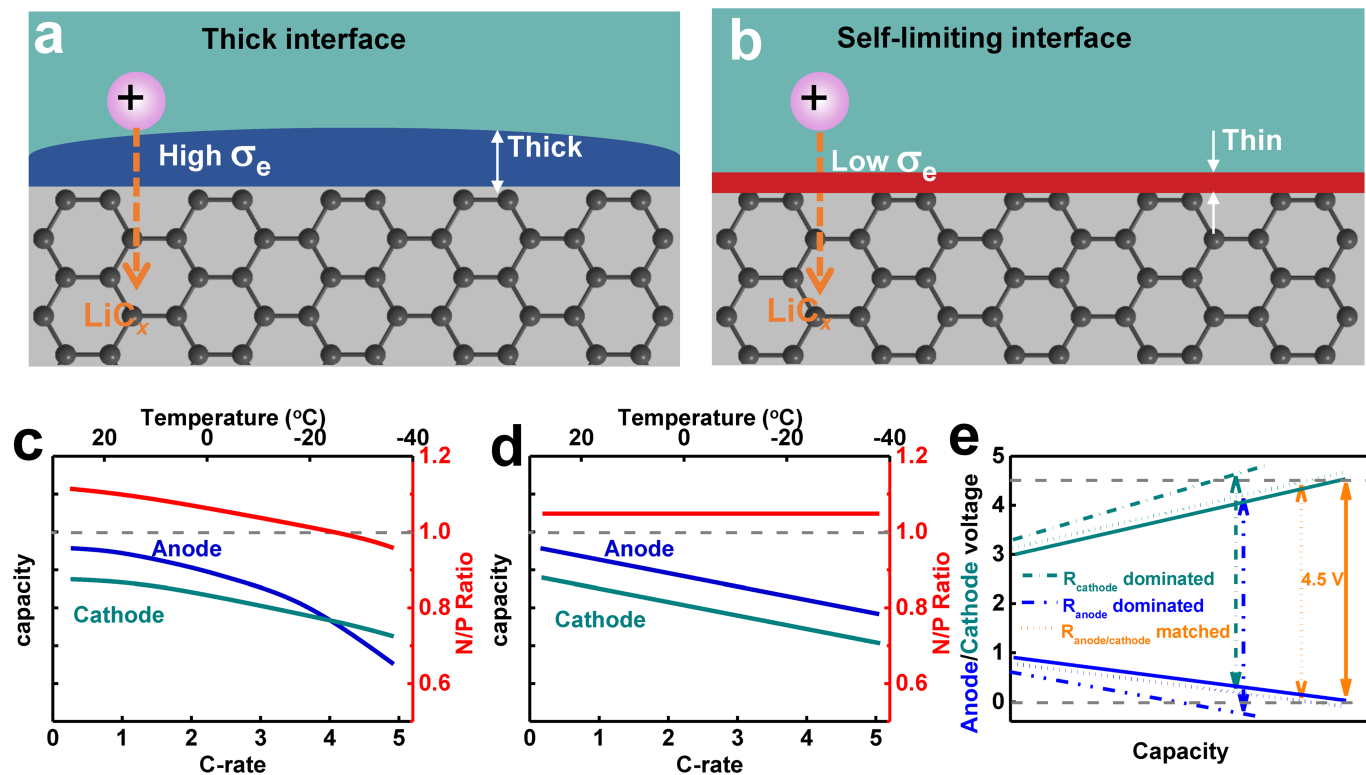 a
Thick interface
+
High σe
Thick
LiCx
b
Self-limiting interface
+
Low σe
Thin
LiCx
c
Temperature (oC)
20 0 -20 -40
capacity
Anode
Cathode
1.2
1.0
0.8
0.6
N/P Ratio
0 1 2 3 4 5
C-rate
d
Temperature (oC)
20 0 -20 -40
capacity
Anode
Cathode
1.2
1.0
0.8
0.6
N/P Ratio
0 1 2 3 4 5
C-rate
e
Anode/Cathode voltage
5
4
3
2
1
0
Rcathode dominated
Ranode dominated
Ranode/cathode matched
4.5 V
Capacity